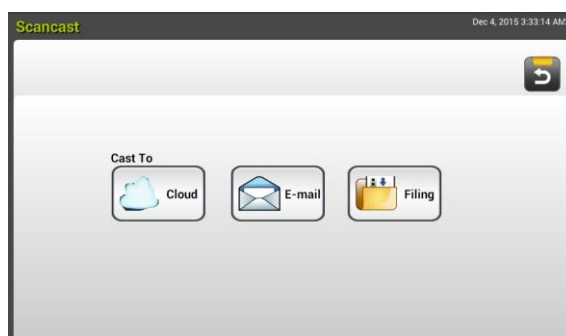 Scancast
Dec 4, 2015 3:33:14 AM
Cast To
Cloud
E-mail
Filing